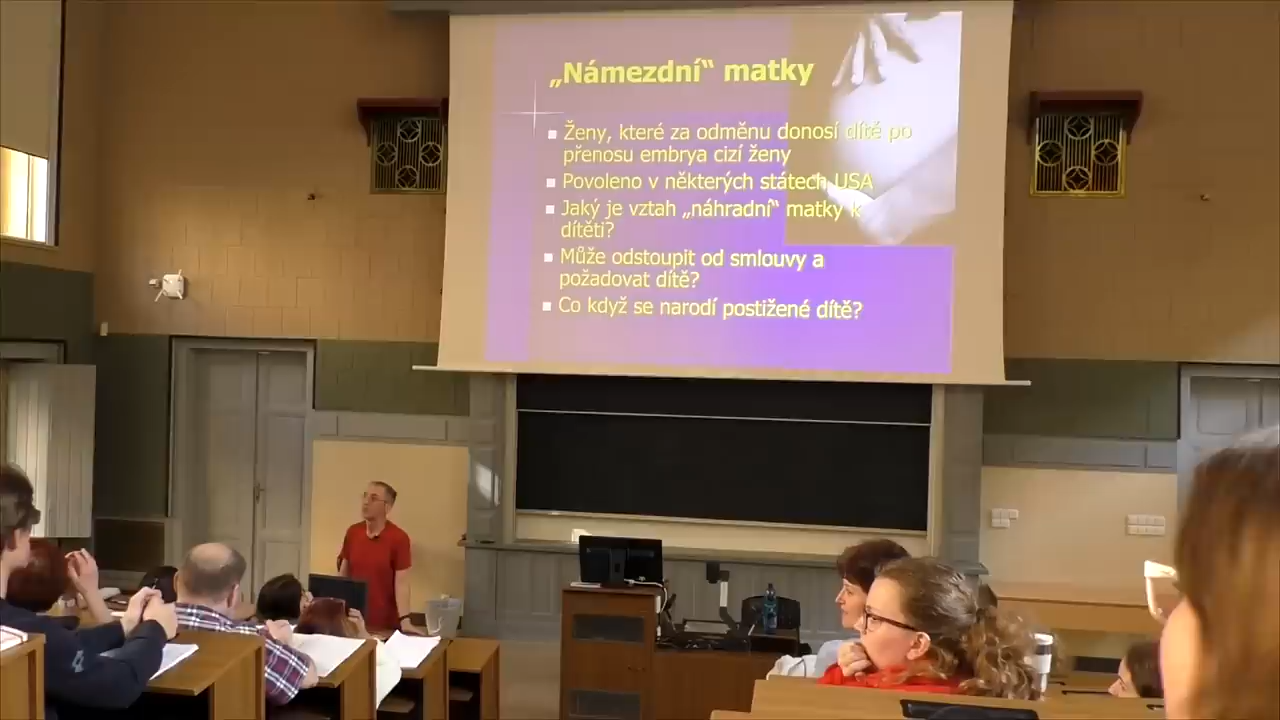 „Námezdní“ matky
Ženy, které za odměnu donosí dítě po
přenosu embrya cizí ženy
Povoleno v některých státech USA
Jaký je vztah „náhradní“ matky k
dítěti?
Může odstoupit od smlouvy a
požadovat dítě?
Co když se narodí postižené dítě?